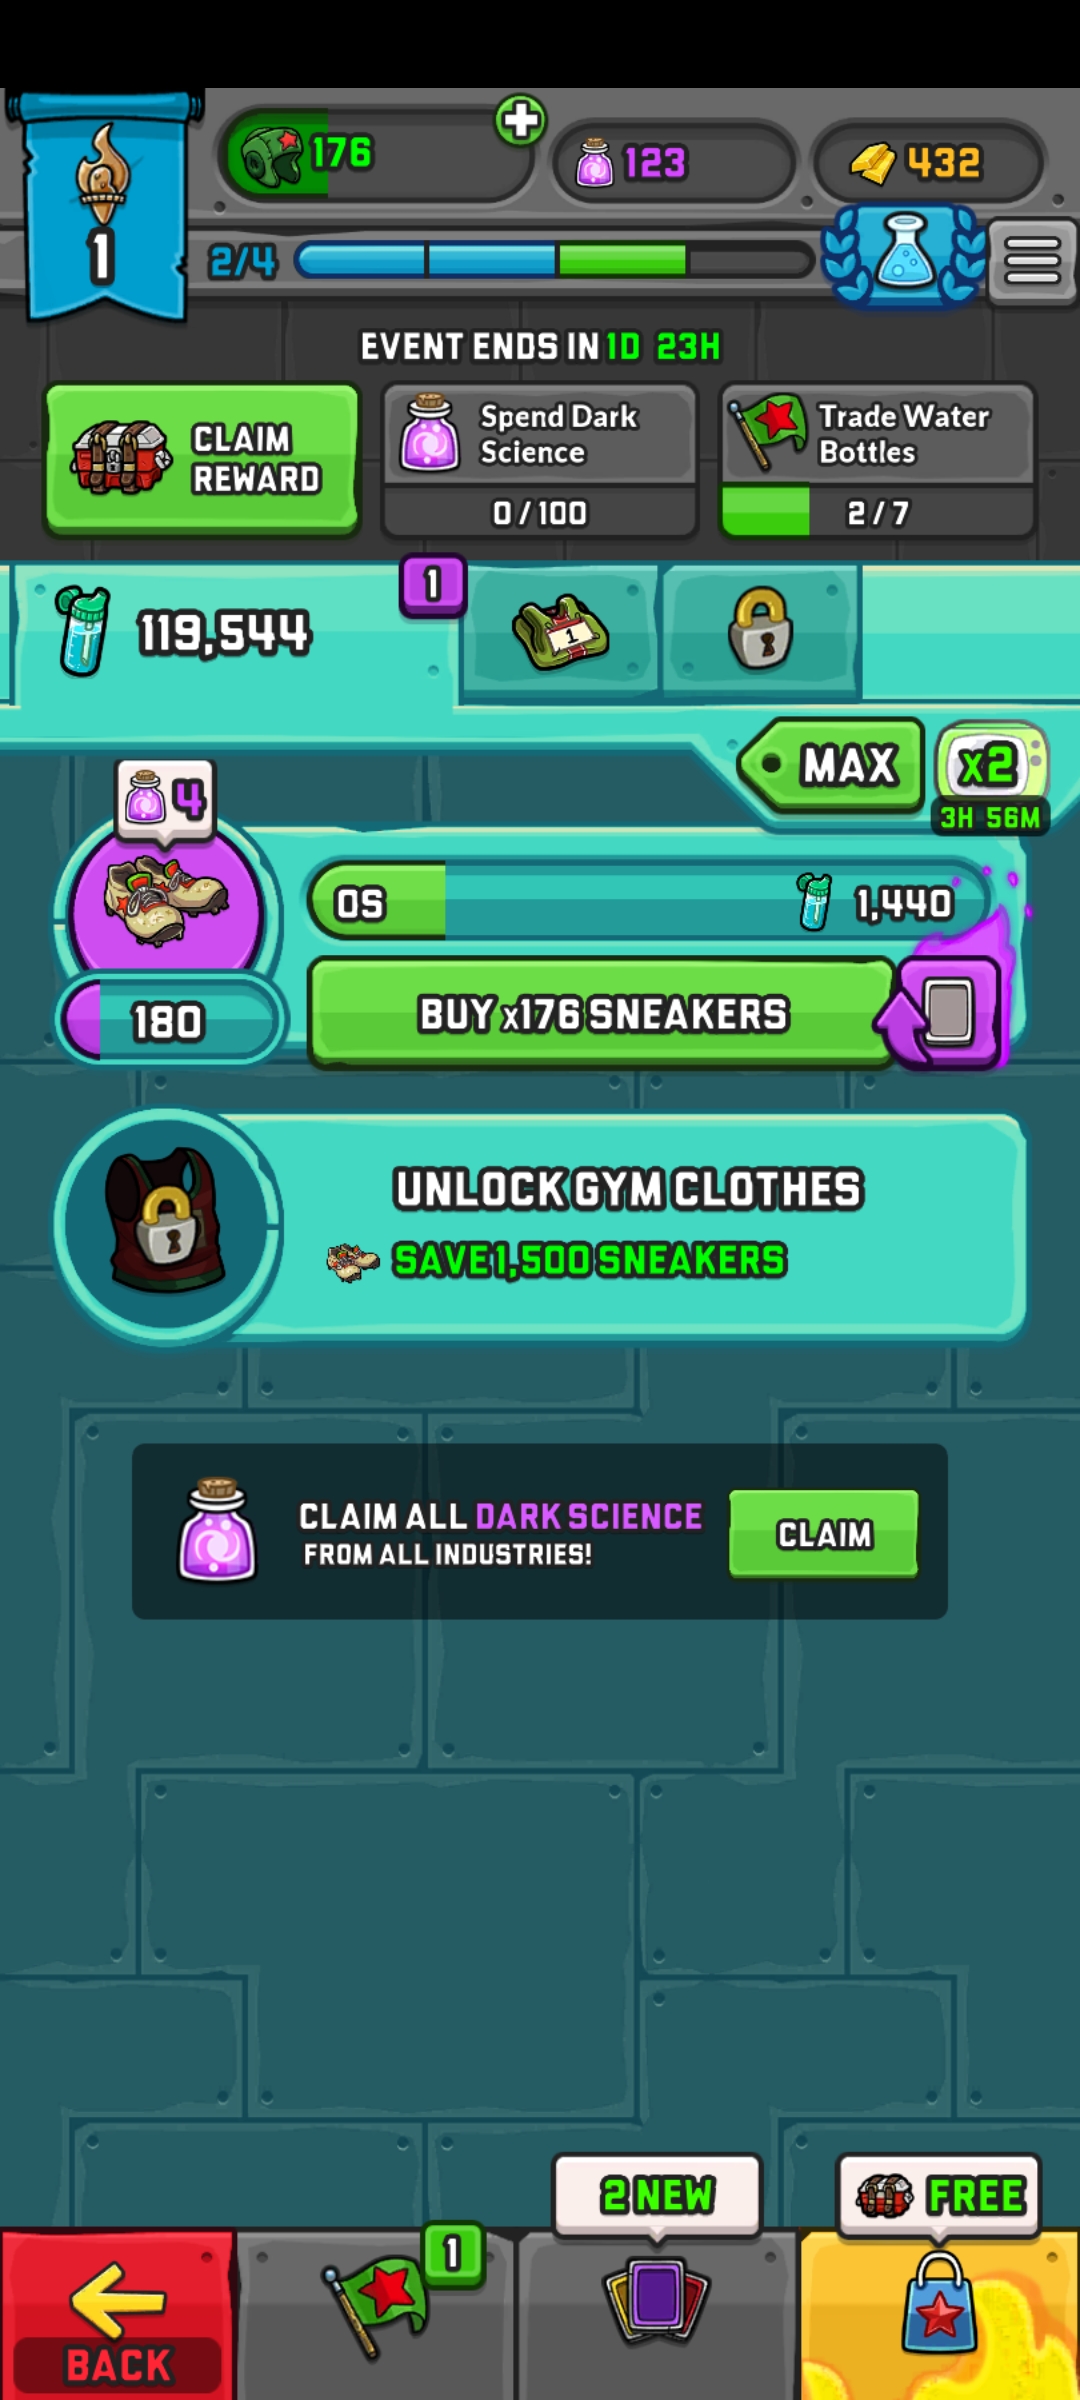 176
123
432
1
2/4
EVENT ENDS IN 1D 23H
CLAIM
REWARD
Spend Dark
Science
0/100
Trade Water
Bottles
2/7
119,544
1
1
MAX
x2
3H 56M
4
0S
1,440
180
BUY x176 SNEAKERS
UNLOCK GYM CLOTHES
SAVE 1,500 SNEAKERS
CLAIM ALL DARK SCIENCE
FROM ALL INDUSTRIES!
CLAIM
2 NEW
FREE
1
BACK